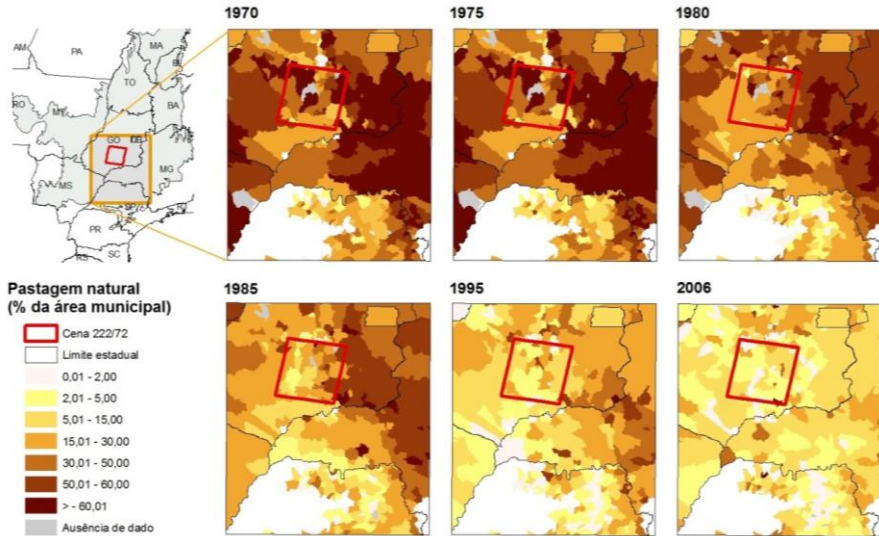 1970
1975
1980
AM
PA
MA
TO
RO
MT
BA
GO
DF
MG
MS
SP
PR
SC
RS
Pastagem natural
(% da área municipal)
Cena 222/72
Limite estadual
0,01 - 2,00
2,01 - 5,00
5,01 - 15,00
15,01 - 30,00
30,01 - 50,00
50,01 - 60,00
> - 60,01
Ausência de dado
1985
1995
2006